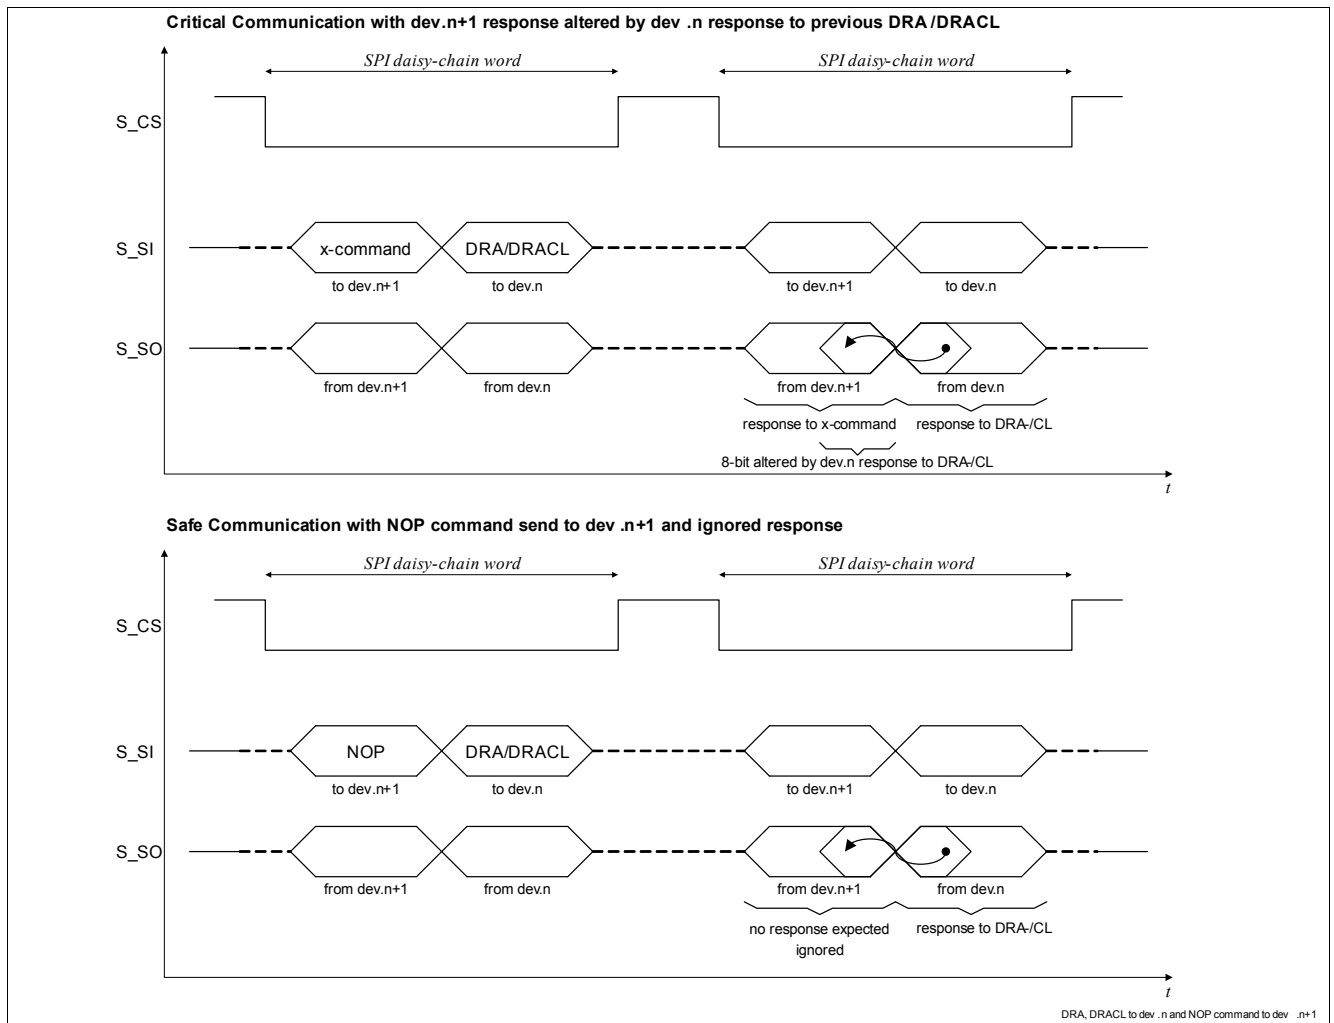 Critical Communication with dev.n+1 response altered by dev .n response to previous DRA/DRACL
SPI daisy-chain word SPI daisy-chain word
S_CS
S_SI x-command DRA/DRACL
to dev.n+1 to dev.n to dev.n+1 to dev.n
S_SO
from dev.n+1 from dev.n from dev.n+1 from dev.n
response to x-command response to DRA-/CL
8-bit altered by dev.n response to DRA-/CL
t
Safe Communication with NOP command send to dev .n+1 and ignored response
SPI daisy-chain word SPI daisy-chain word
S_CS
S_SI NOP DRA/DRACL
to dev.n+1 to dev.n to dev.n+1 to dev.n
S_SO
from dev.n+1 from dev.n from dev.n+1 from dev.n
no response expected response to DRA-/CL
ignored
t
DRA, DRACL to dev .n and NOP command to dev .n+1